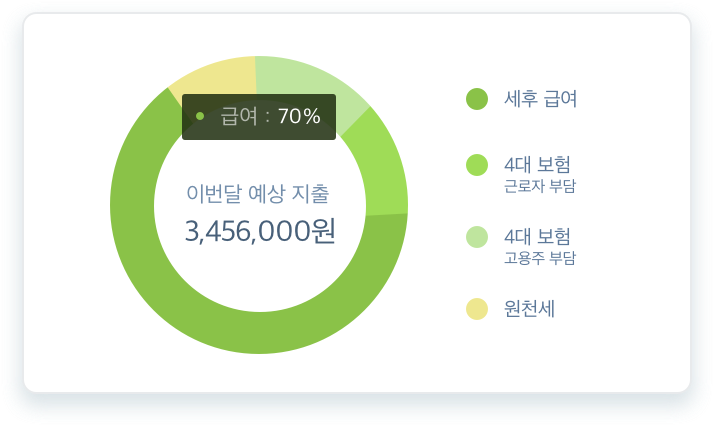 급여 : 70%
이번달 예상 지출
3,456,000원
세후 급여
4대 보험
근로자 부담
4대 보험
고용주 부담
원천세